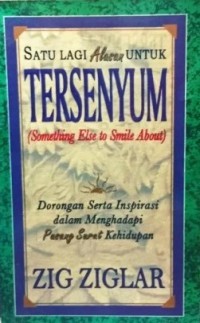 SATU LAGI Alasan UNTUK
TERSENYUM
(Something Else to Smile About)
Dorongan Serta Inspirasi
dalam Menghadapi
Pasang Surut Kehidupan
ZIG ZIGLAR